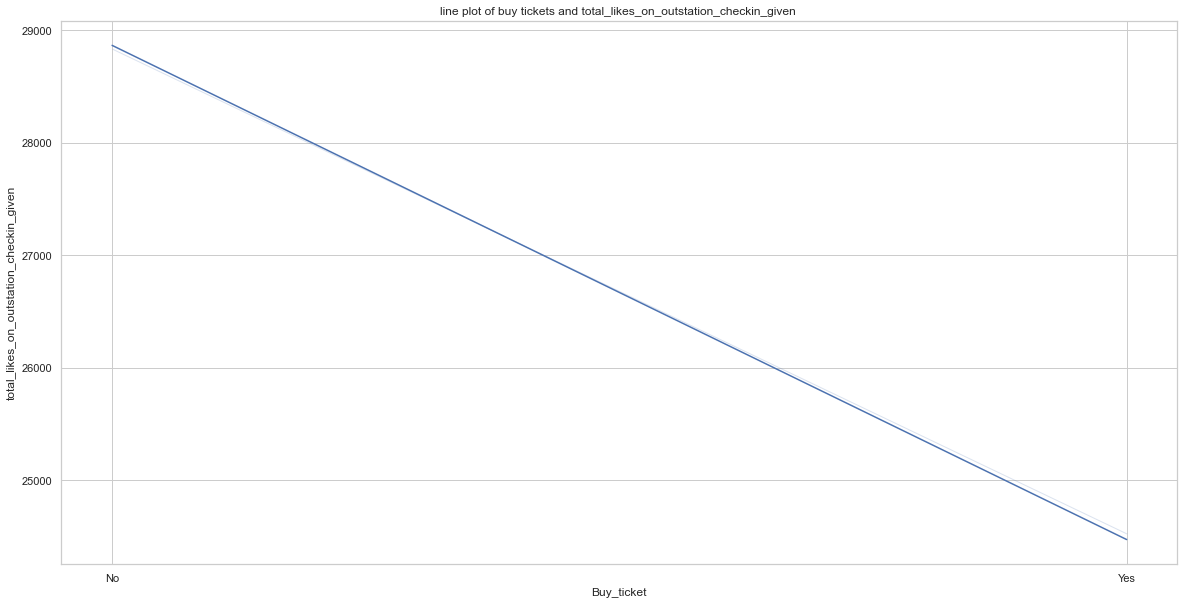 line plot of buy tickets and total_likes_on_outstation_checkin_given
29000
28000
27000
26000
25000
total_likes_on_outstation_checkin_given
No
Yes
Buy_ticket